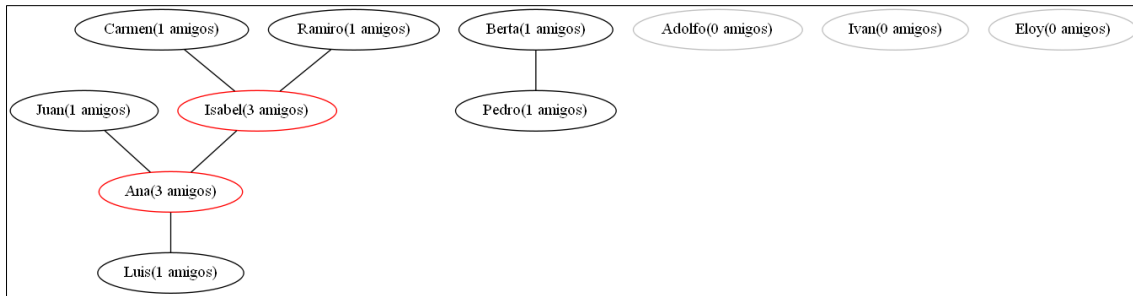 Carmen(1 amigos)
Ramiro(1 amigos)
Berta(1 amigos)
Adolfo(0 amigos)
Ivan(0 amigos)
Eloy(0 amigos)
Juan(1 amigos)
Isabel(3 amigos)
Pedro(1 amigos)
Ana(3 amigos)
Luis(1 amigos)